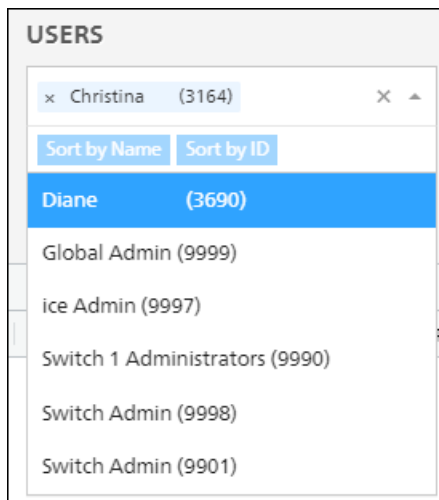 USERS
× Christina (3164) ×
Sort by Name Sort by ID
Diane (3690)
Global Admin (9999)
ice Admin (9997)
Switch 1 Administrators (9990)
Switch Admin (9998)
Switch Admin (9901)